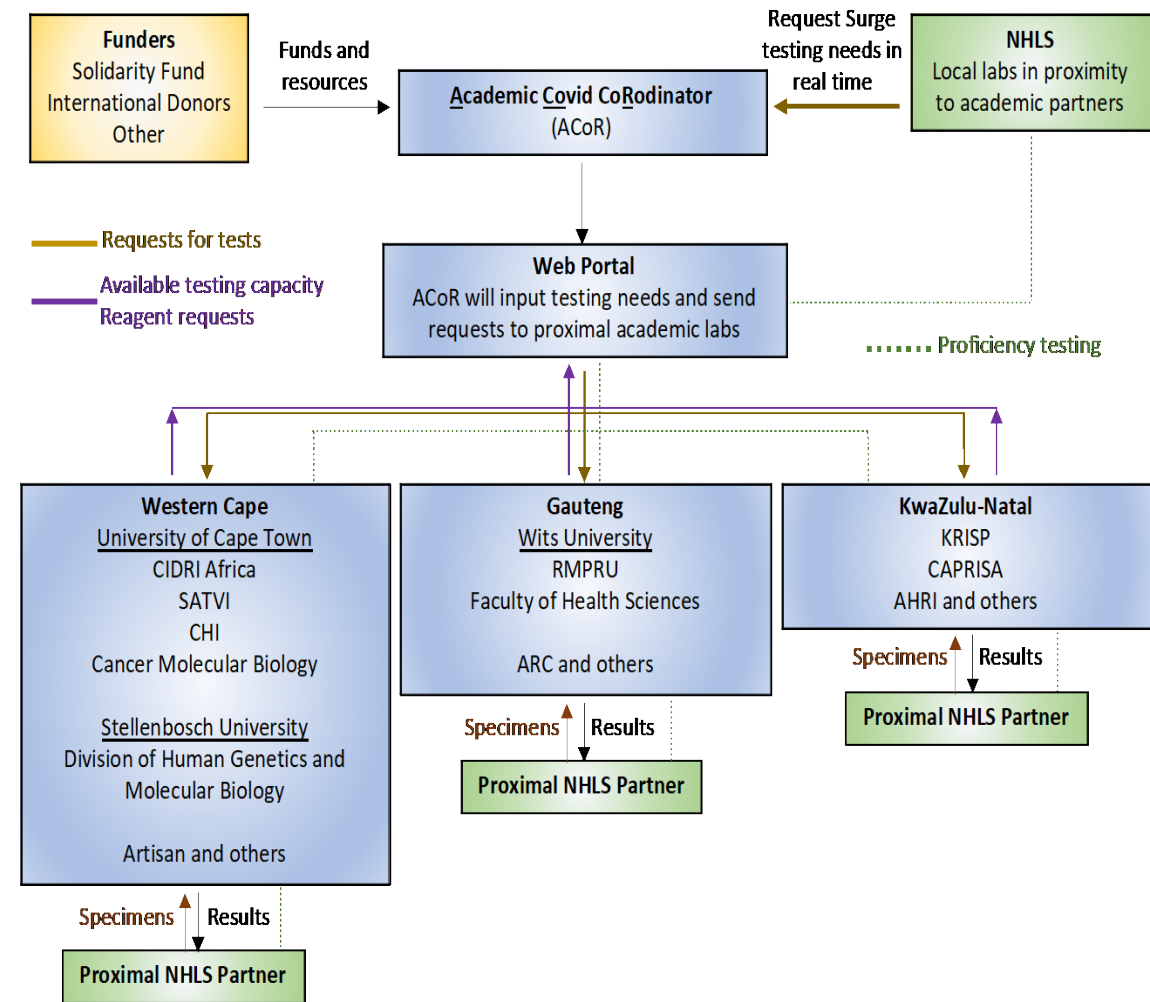 Funders
Solidarity Fund
International Donors
Other
Funds and
resources
Academic Covid CoRodinator
(ACoR)
Request Surge
testing needs in
real time
NHLS
Local labs in proximity
to academic partners
Requests for tests
Available testing capacity
Reagent requests
Web Portal
ACoR will input testing needs and send
requests to proximal academic labs
Proficiency testing
Western Cape
University of Cape Town
CIDRI Africa
SATVI
CHI
Cancer Molecular Biology
Stellenbosch University
Division of Human Genetics and
Molecular Biology
Artisan and others
Specimens
Results
Proximal NHLS Partner
Gauteng
Wits University
RMPRU
Faculty of Health Sciences
ARC and others
Specimens
Results
Proximal NHLS Partner
KwaZulu-Natal
KRISP
CAPRISA
AHRI and others
Specimens
Results
Proximal NHLS Partner